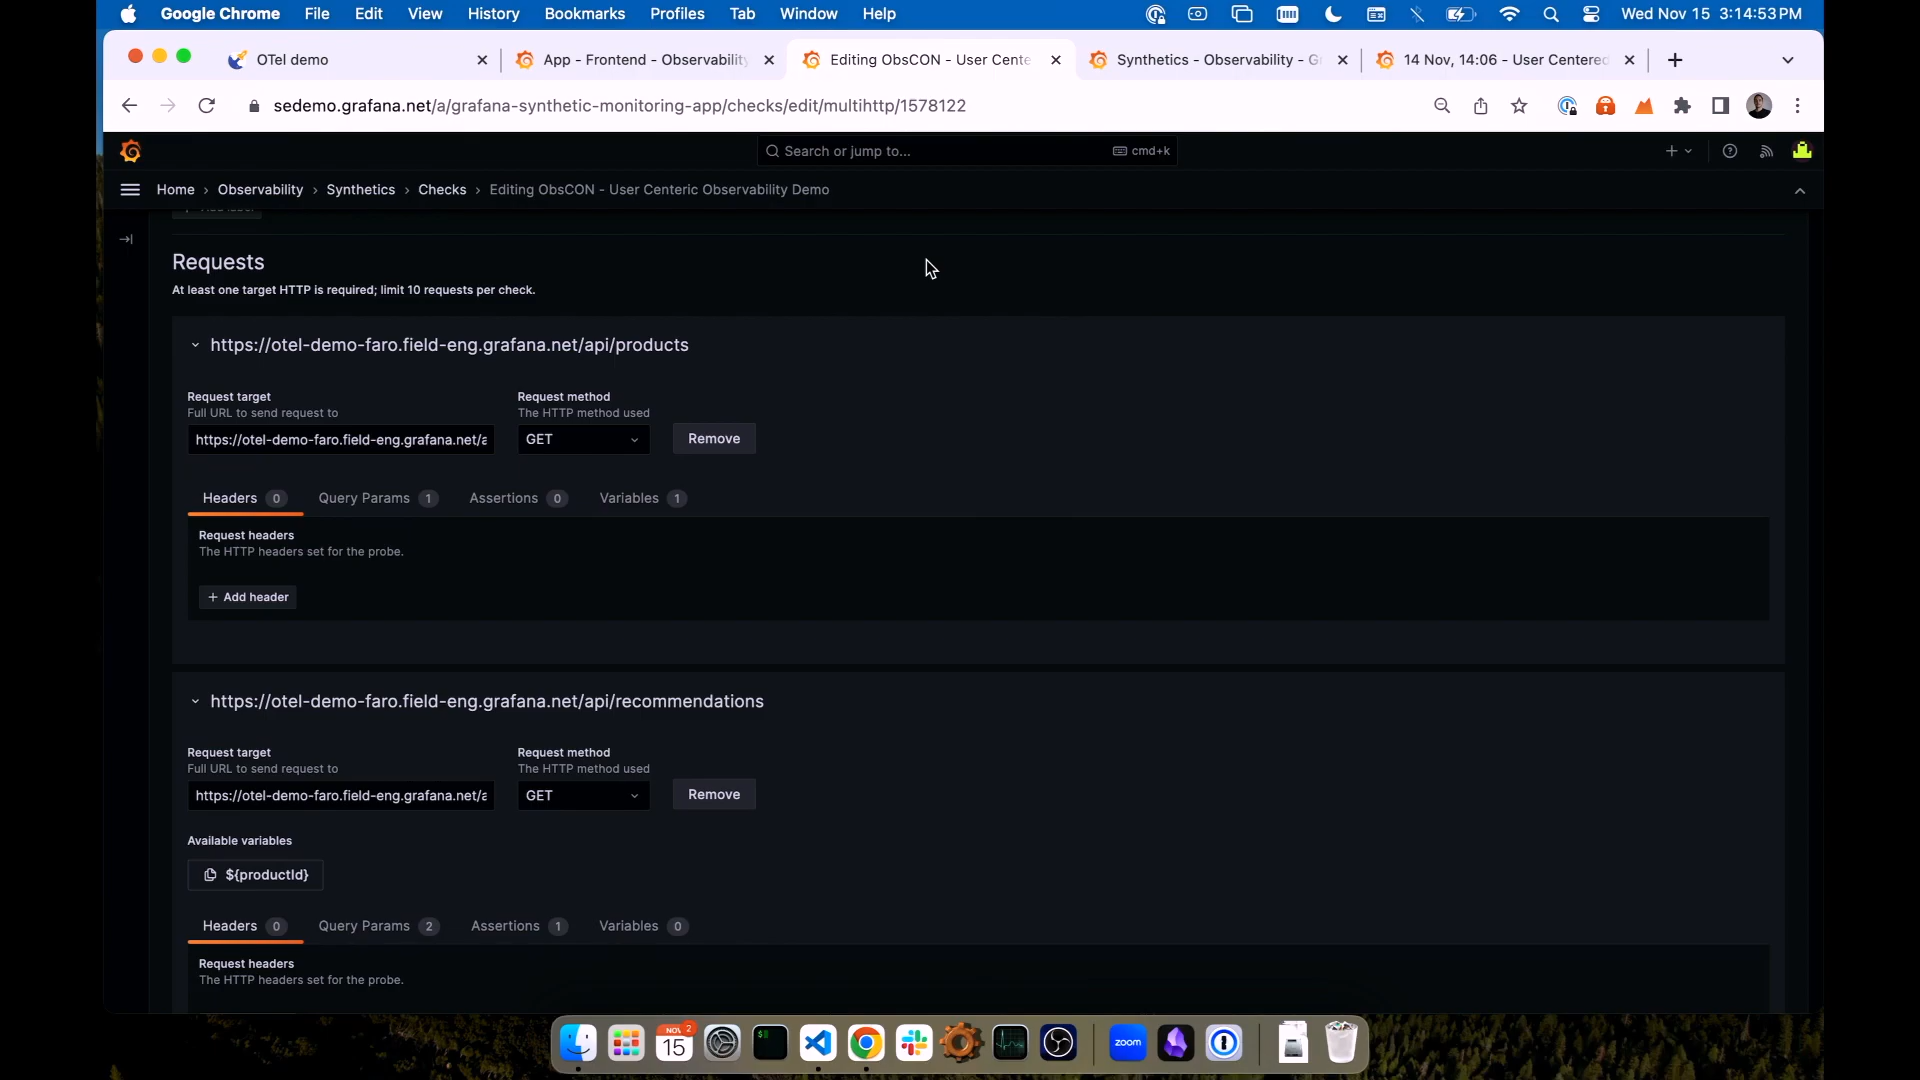 Google Chrome File Edit View History Bookmarks Profiles Tab Window Help Wed Nov 15 3:14:53 PM
OTel demo App - Frontend - Observability Editing ObsCON - User Cente Synthetics - Observability - G 14 Nov, 14:06 - User Centered
sedemo.grafana.net/a/grafana-synthetic-monitoring-app/checks/edit/multihttp/1578122
Search or jump to... cmd+k
Home › Observability › Synthetics › Checks › Editing ObsCON - User Centeric Observability Demo
Requests
At least one target HTTP is required; limit 10 requests per check.
https://otel-demo-faro.field-eng.grafana.net/api/products
Request target Request method
Full URL to send request to The HTTP method used
https://otel-demo-faro.field-eng.grafana.net/a GET Remove
Headers 0 Query Params 1 Assertions 0 Variables 1
Request headers
The HTTP headers set for the probe.
+ Add header
https://otel-demo-faro.field-eng.grafana.net/api/recommendations
Request target Request method
Full URL to send request to The HTTP method used
https://otel-demo-faro.field-eng.grafana.net/a GET Remove
Available variables
${productId}
Headers 0 Query Params 2 Assertions 1 Variables 0
Request headers
The HTTP headers set for the probe.
NOV 2
15
zoom